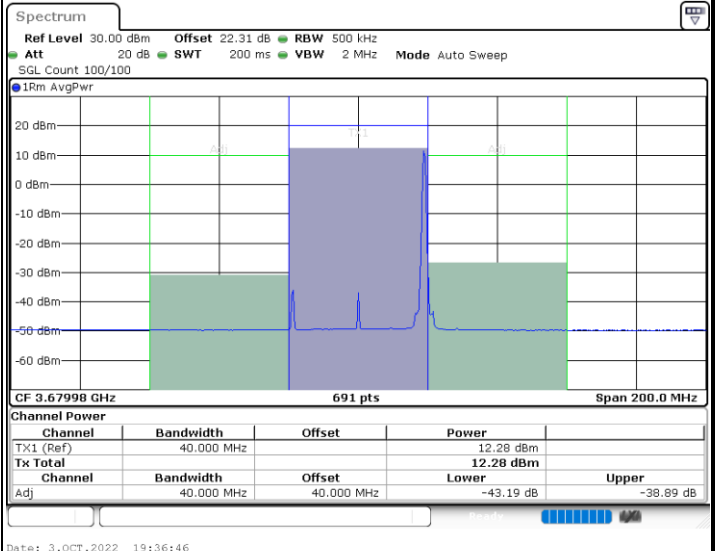 Spectrum
Ref Level 30.00 dBm Offset 22.31 dB RBW 500 kHz
Att 20 dB SWT 200 ms VBW 2 MHz Mode Auto Sweep
SGL Count 100/100
1Rm AvgPwr
TX1
20 dBm
Adj Adj
10 dBm
0 dBm
-10 dBm
-20 dBm
-30 dBm
-40 dBm
-50 dBm
-60 dBm
CF 3.67998 GHz 691 pts Span 200.0 MHz
Channel Power
Channel Bandwidth Offset Power
TX1 (Ref) 40.000 MHz 12.28 dBm
Tx Total 12.28 dBm
Channel Bandwidth Offset Lower Upper
Adj 40.000 MHz 40.000 MHz -43.19 dB -38.89 dB
Ready
Date: 3.OCT.2022 19:36:46